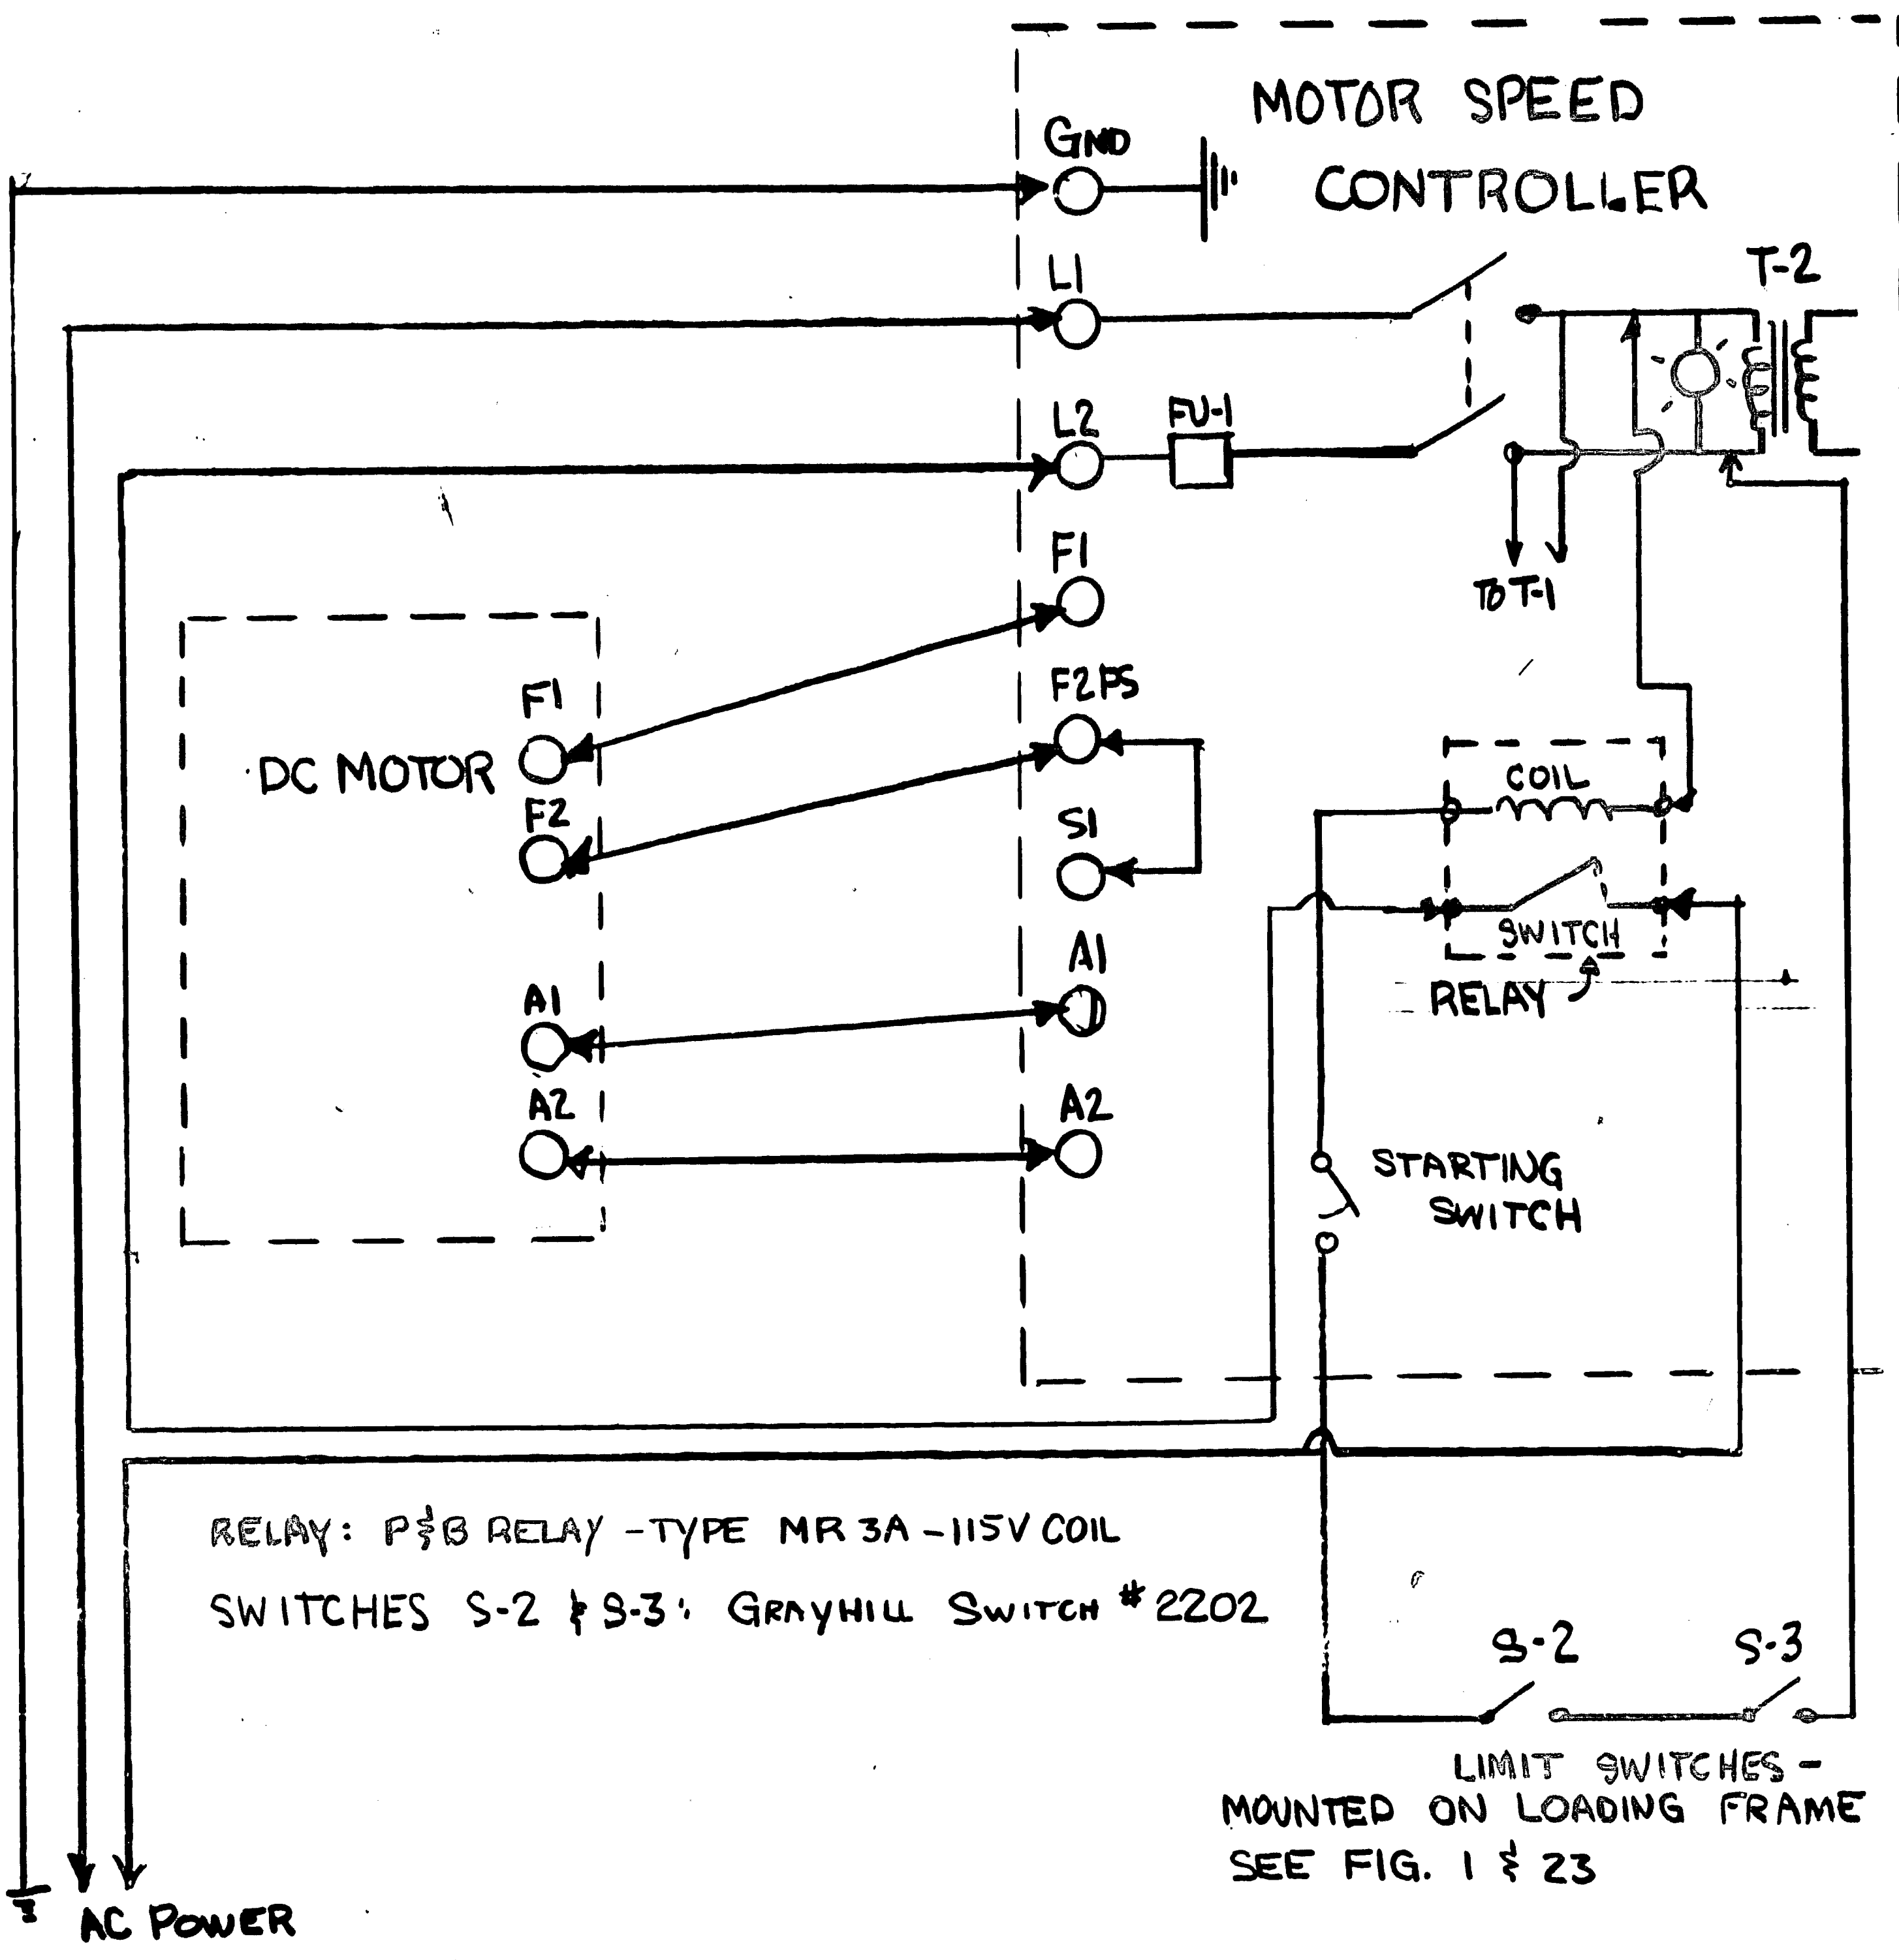 MOTOR SPEED
CONTROLLER
GND
L1
T-2
L2
FU-1
F1
TO T-1
F2PS
F1
DC MOTOR
F2
COIL
S1
SWITCH
A1
RELAY
A1
A2
A2
STARTING
SWITCH
RELAY: P&B RELAY - TYPE MR 3A - 115V COIL
SWITCHES S-2 & S-3: GRAYHILL SWITCH #2202
S-2
S-3
LIMIT SWITCHES -
MOUNTED ON LOADING FRAME
SEE FIG. 1 & 23
AC POWER